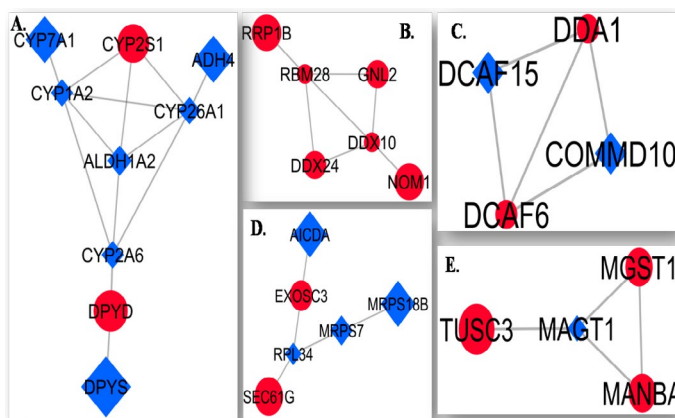 A.
CYP7A1
CYP2S1
ADH4
CYP1A2
CYP26A1
ALDH1A2
CYP2A6
DPYD
DPYS
B.
RRP1B
RBM28
GNL2
DDX10
DDX24
NOM1
C.
DDA1
DCAF15
COMMD10
DCAF6
D.
AICDA
EXOSC3
MRPS18B
MRPS7
RPL34
SEC61G
E.
MGST1
TUSC3
MAGT1
MANBA